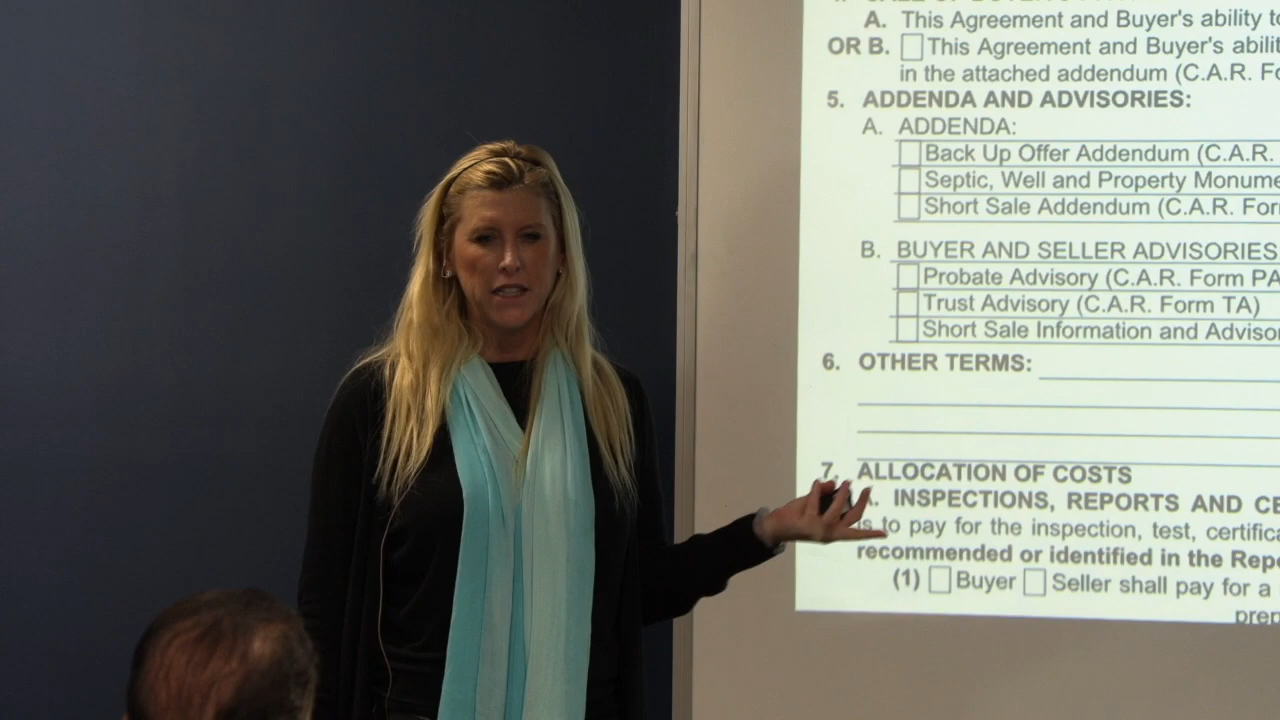 A. This Agreement and Buyer's ability to
OR B. This Agreement and Buyer's abilit
in the attached addendum (C.A.R. Fo
5. ADDENDA AND ADVISORIES:
A. ADDENDA:
Back Up Offer Addendum (C.A.R.
Septic, Well and Property Monume
Short Sale Addendum (C.A.R. For
B. BUYER AND SELLER ADVISORIES
Probate Advisory (C.A.R. Form PA
Trust Advisory (C.A.R. Form TA)
Short Sale Information and Advisor
6. OTHER TERMS:
7. ALLOCATION OF COSTS
A. INSPECTIONS, REPORTS AND CE
is to pay for the inspection, test, certifica
recommended or identified in the Repo
(1) Buyer Seller shall pay for a
prep